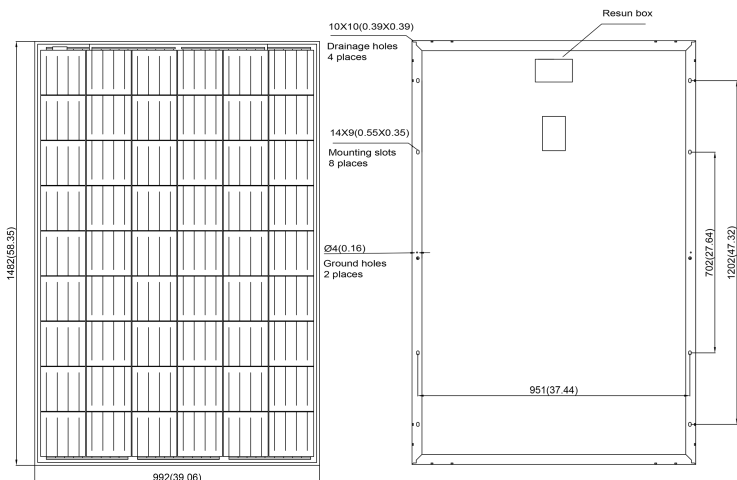 Resun box
10X10(0.39X0.39)
Drainage holes
4 places
14X9(0.55X0.35)
Mounting slots
8 places
1482(58.35)
Ø4(0.16)
Ground holes
2 places
702(27.64)
1202(47.32)
951(37.44)
992(39.06)